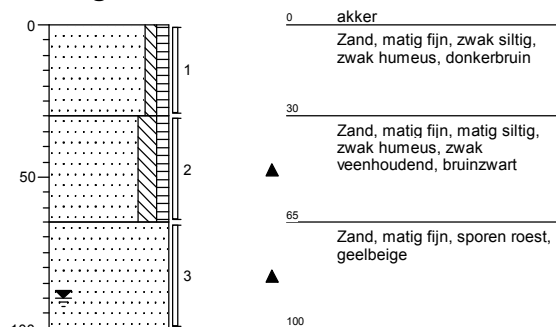 0
1
50
2
3
0
akker
Zand, matig fijn, zwak siltig,
zwak humeus, donkerbruin
30
Zand, matig fijn, matig siltig,
zwak humeus, zwak
veenhoudend, bruinzwart
65
Zand, matig fijn, sporen roest,
geelbeige
100